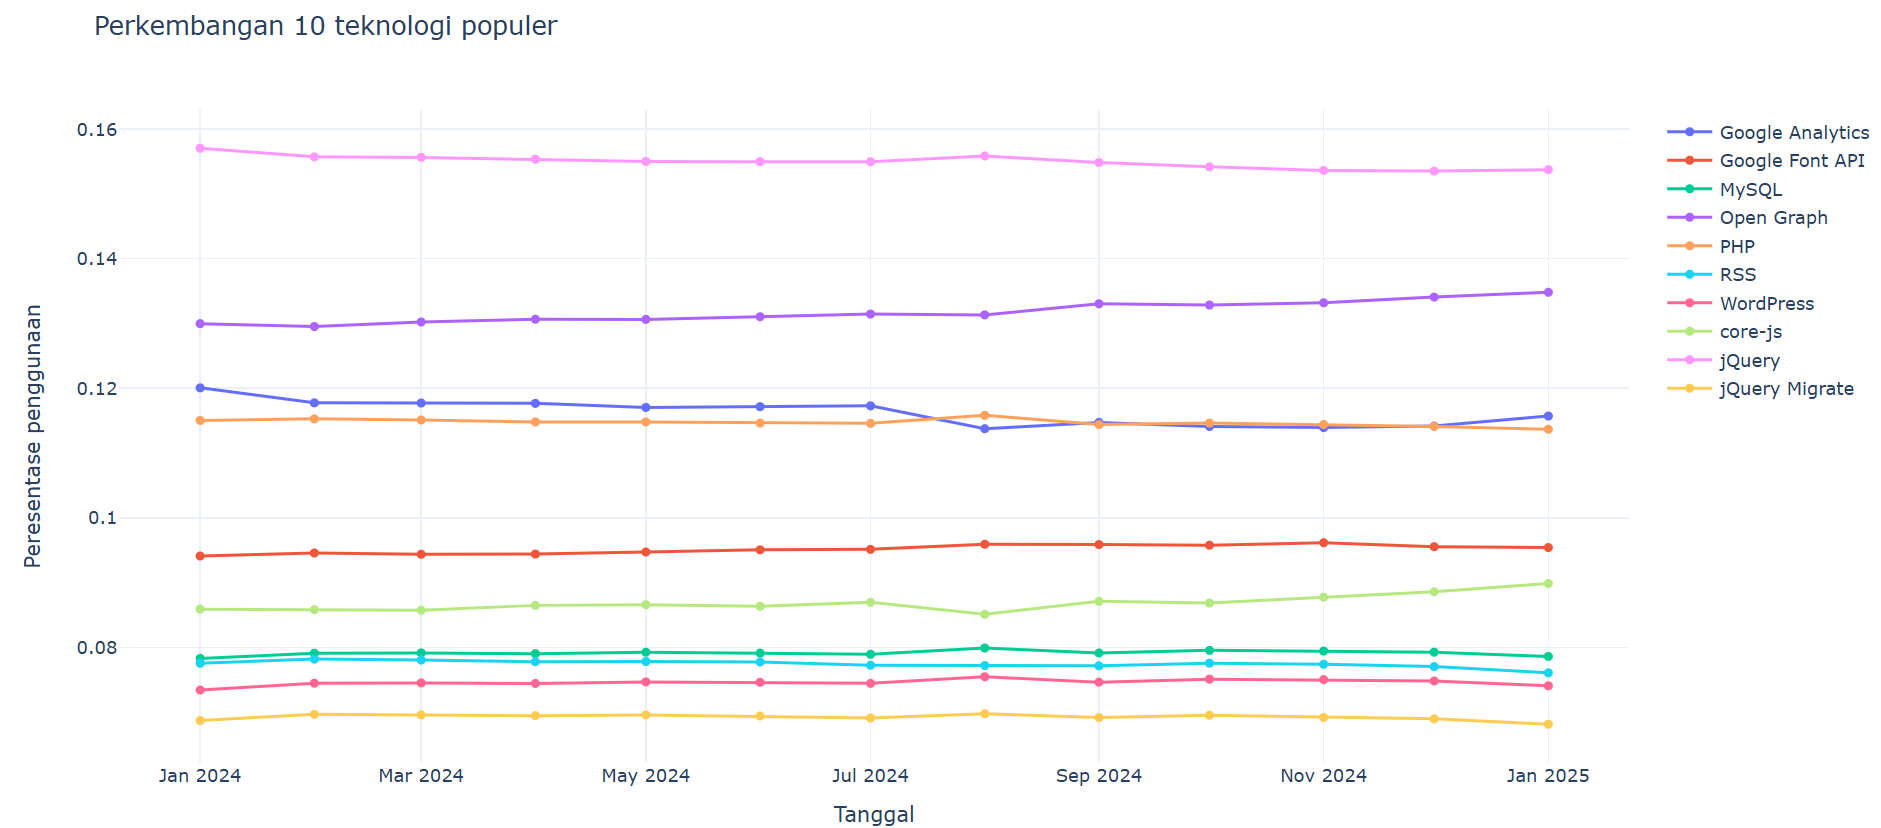 Perkembangan 10 teknologi populer
Peresentase penggunaan
0.16
0.14
0.12
0.1
0.08
Jan 2024
Mar 2024
May 2024
Jul 2024
Sep 2024
Nov 2024
Jan 2025
Tanggal
Google Analytics
Google Font API
MySQL
Open Graph
PHP
RSS
WordPress
core-js
jQuery
jQuery Migrate